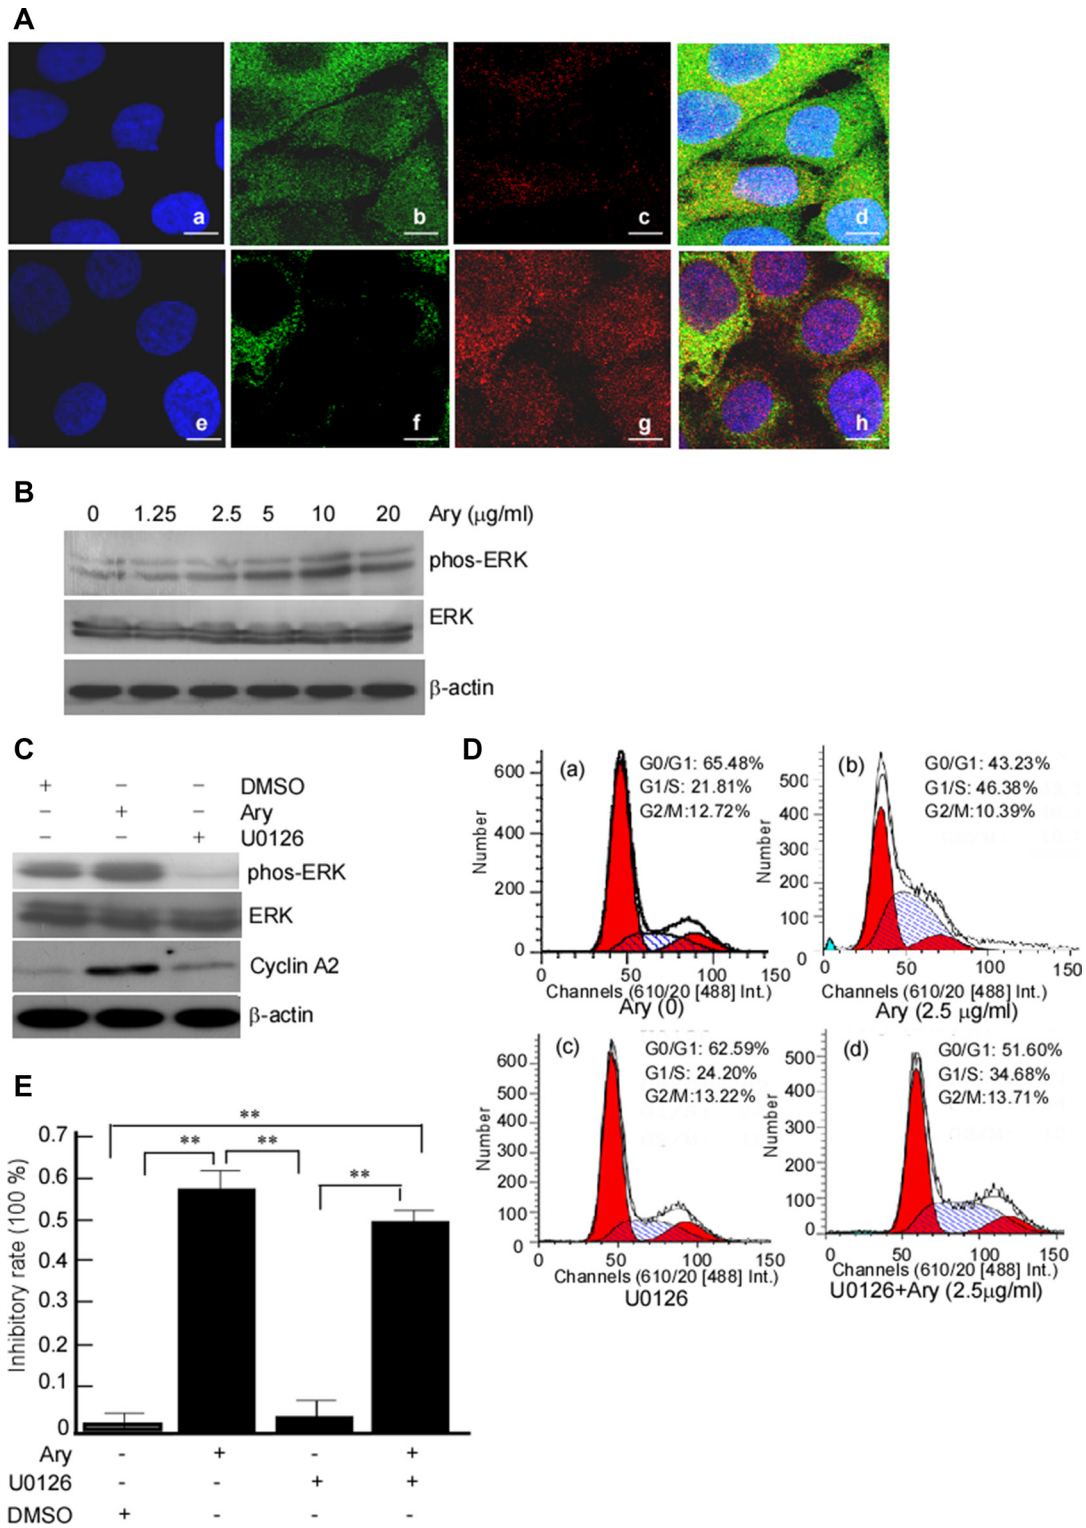 A
a b c d
e f g h
B
0 1.25 2.5 5 10 20 Ary (μg/ml)
phos-ERK
ERK
β-actin
C
+ − − DMSO
− + − Ary
− − + U0126
phos-ERK
ERK
Cyclin A2
β-actin
D
(a)
G0/G1: 65.48%
G1/S: 21.81%
G2/M:12.72%
Number
600
400
200
0
0 50 100 150
Channels (610/20 [488] Int.)
Ary (0)
(b)
G0/G1: 43.23%
G1/S: 46.38%
G2/M:10.39%
Number
500
400
300
200
100
0
0 50 100 150
Channels (610/20 [488] Int.)
Ary (2.5 μg/ml)
(c)
G0/G1: 62.59%
G1/S: 24.20%
G2/M:13.22%
Number
600
500
400
300
200
100
0
0 50 100 150
Channels (610/20 [488] Int.)
U0126
(d)
G0/G1: 51.60%
G1/S: 34.68%
G2/M:13.71%
Number
500
400
300
200
100
0
0 50 100 150
Channels (610/20 [488] Int.)
U0126+Ary (2.5μg/ml)
E
Inhibitory rate (100 %)
0.7
0.6
0.5
0.4
0.3
0.2
0.1
0
**
** **
**
Ary - + - +
U0126 - - + +
DMSO + - - -